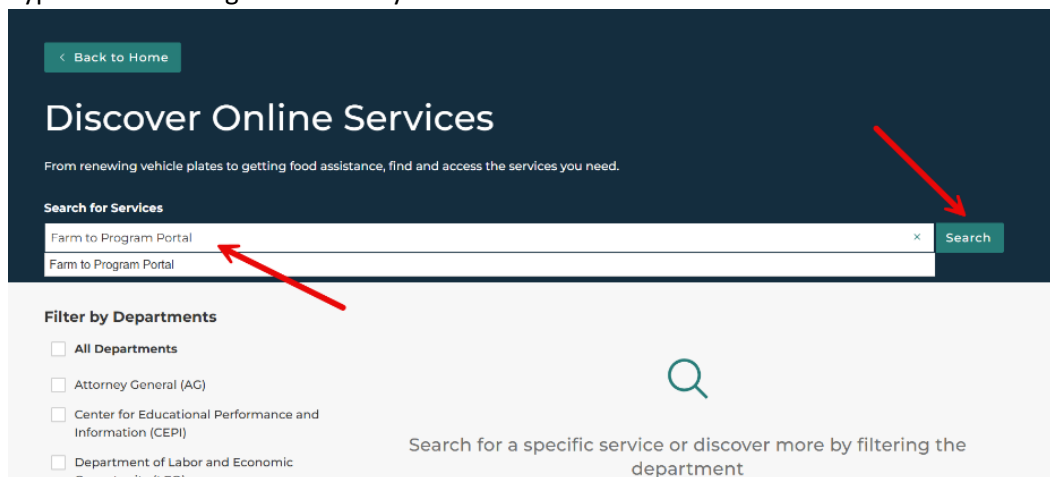 < Back to Home
Discover Online Services
From renewing vehicle plates to getting food assistance, find and access the services you need.
Search for Services
Farm to Program Portal × Search
Farm to Program Portal
Filter by Departments
All Departments
Attorney General (AG)
Center for Educational Performance and
Information (CEPI)
Department of Labor and Economic
Search for a specific service or discover more by filtering the
department